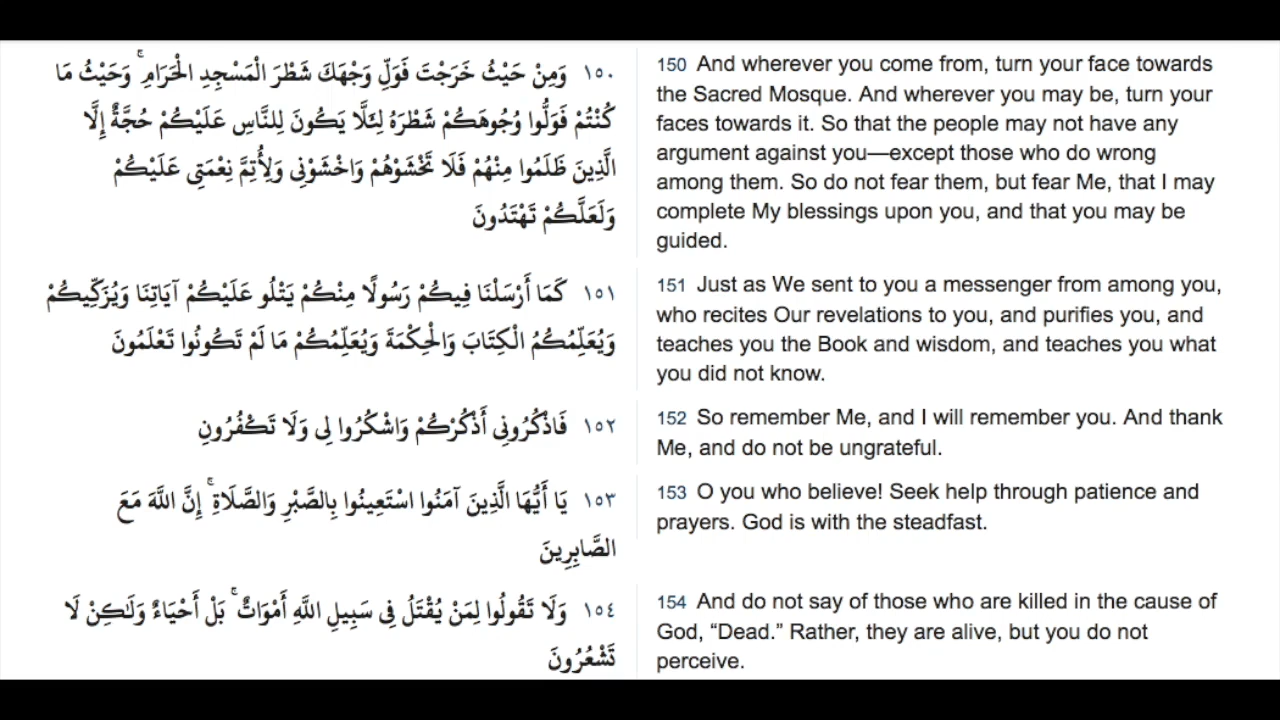 ١٥٠ وَمِنْ حَيْثُ خَرَجْتَ فَوَلِّ وَجْهَكَ شَطْرَ الْمَسْجِدِ الْحَرَامِ ۚ وَحَيْثُ مَا
كُنْتُمْ فَوَلُّوا وُجُوهَكُمْ شَطْرَهُ لِئَلَّا يَكُونَ لِلنَّاسِ عَلَيْكُمْ حُجَّةٌ إِلَّا
الَّذِينَ ظَلَمُوا مِنْهُمْ فَلَا تَخْشَوْهُمْ وَاخْشَوْنِى وَلِأُتِمَّ نِعْمَتِى عَلَيْكُمْ
وَلَعَلَّكُمْ تَهْتَدُونَ
150 And wherever you come from, turn your face towards
the Sacred Mosque. And wherever you may be, turn your
faces towards it. So that the people may not have any
argument against you—except those who do wrong
among them. So do not fear them, but fear Me, that I may
complete My blessings upon you, and that you may be
guided.
١٥١ كَمَا أَرْسَلْنَا فِيكُمْ رَسُولًا مِنْكُمْ يَتْلُو عَلَيْكُمْ آيَاتِنَا وَيُزَكِّيكُمْ
وَيُعَلِّمُكُمُ الْكِتَابَ وَالْحِكْمَةَ وَيُعَلِّمُكُمْ مَا لَمْ تَكُونُوا تَعْلَمُونَ
151 Just as We sent to you a messenger from among you,
who recites Our revelations to you, and purifies you, and
teaches you the Book and wisdom, and teaches you what
you did not know.
١٥٢ فَاذْكُرُونِى أَذْكُرْكُمْ وَاشْكُرُوا لِى وَلَا تَكْفُرُونِ
152 So remember Me, and I will remember you. And thank
Me, and do not be ungrateful.
١٥٣ يَا أَيُّهَا الَّذِينَ آمَنُوا اسْتَعِينُوا بِالصَّبْرِ وَالصَّلَاةِ ۚ إِنَّ اللَّهَ مَعَ
الصَّابِرِينَ
153 O you who believe! Seek help through patience and
prayers. God is with the steadfast.
١٥٤ وَلَا تَقُولُوا لِمَنْ يُقْتَلُ فِى سَبِيلِ اللَّهِ أَمْوَاتٌ ۚ بَلْ أَحْيَاءٌ وَلَٰكِنْ لَا
تَشْعُرُونَ
154 And do not say of those who are killed in the cause of
God, “Dead.” Rather, they are alive, but you do not
perceive.